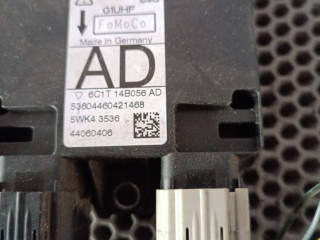 G1UHF
FoMoCo
Made in Germany
AD
6C1T 14B056 AD
53604460421468
5WK4 3536
44060406